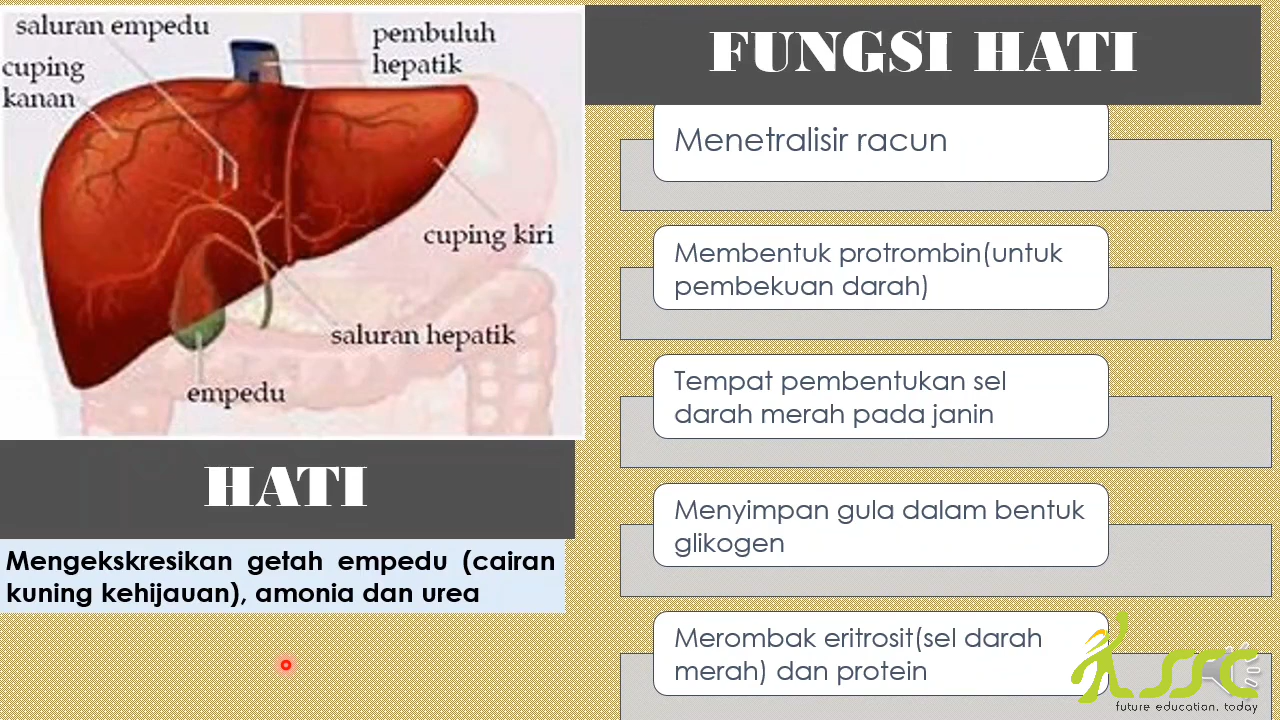 saluran empedu
pembuluh
hepatik
cuping
kanan
cuping kiri
saluran hepatik
empedu
HATI
Mengekskresikan getah empedu (cairan
kuning kehijauan), amonia dan urea
FUNGSI HATI
Menetralisir racun
Membentuk protrombin(untuk
pembekuan darah)
Tempat pembentukan sel
darah merah pada janin
Menyimpan gula dalam bentuk
glikogen
Merombak eritrosit(sel darah
merah) dan protein
ssc
future education. today